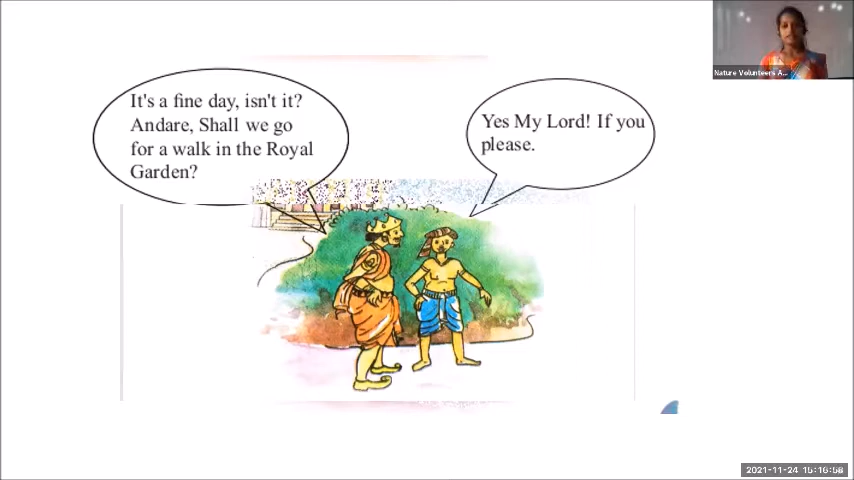 Nature Volunteers A...
It's a fine day, isn't it?
Andare, Shall we go
for a walk in the Royal
Garden?
Yes My Lord! If you
please.
2021-11-24 15:16:58